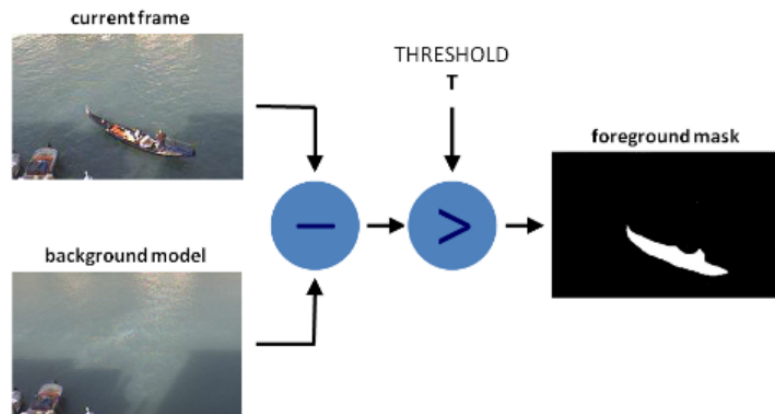 current frame
THRESHOLD
T
foreground mask
−
>
background model